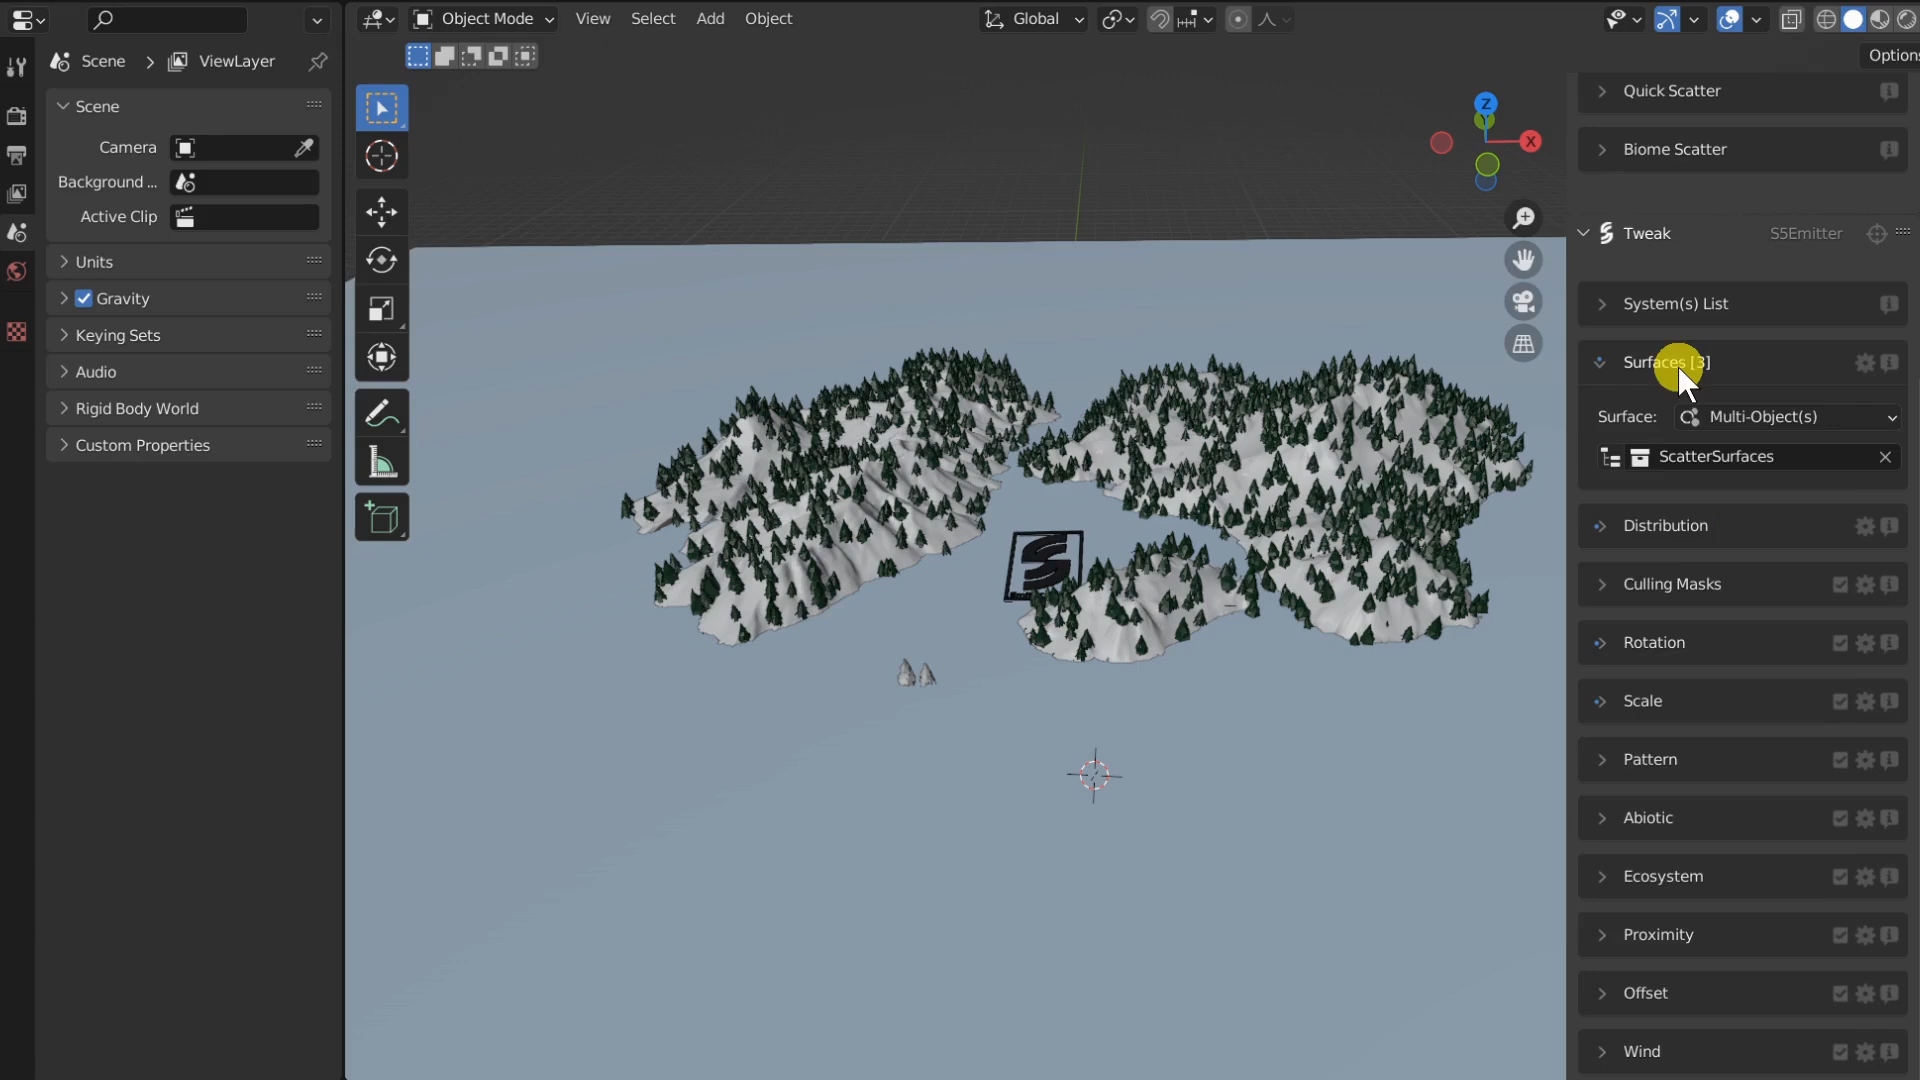 Object Mode View Select Add Object Global
Options
Scene ViewLayer
Scene
Camera
Background ...
Active Clip
Units
Gravity
Keying Sets
Audio
Rigid Body World
Custom Properties
Z
Y
X
Quick Scatter
Biome Scatter
Tweak S5Emitter
System(s) List
Surfaces [3]
Surface: Multi-Object(s)
ScatterSurfaces
Distribution
Culling Masks
Rotation
Scale
Pattern
Abiotic
Ecosystem
Proximity
Offset
Wind